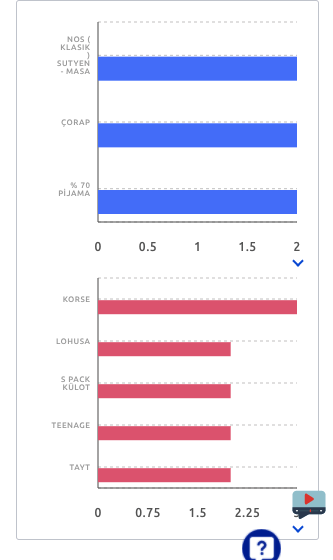 NOS (
KLASIK
)
SUTYEN
- MASA
ÇORAP
% 70
PİJAMA
0 0.5 1 1.5 2
KORSE
LOHUSA
S PACK
KÜLOT
TEENAGE
TAYT
0 0.75 1.5 2.25
?